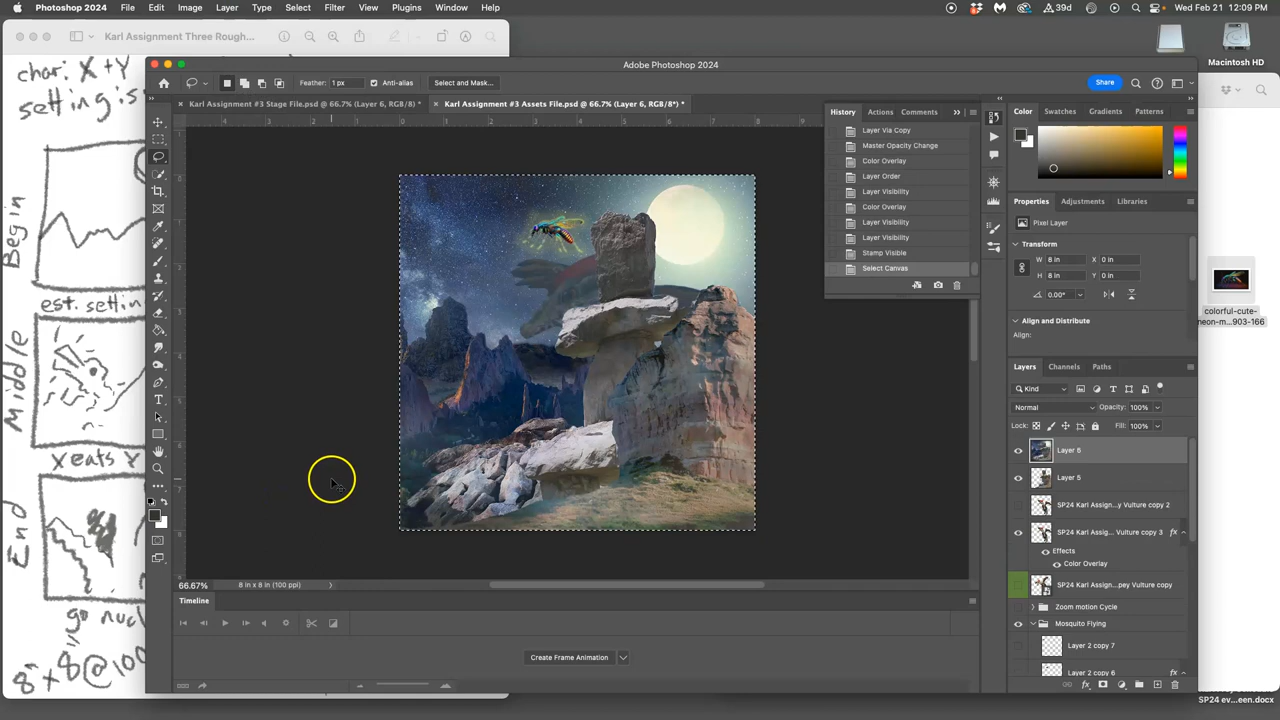 Photoshop 2024 File Edit Image Layer Type Select Filter View Plugins Window Help
39d Wed Feb 21 12:09 PM
Karl Assignment Three Rough...
Macintosh HD
char: X + Y
setting is
Begin
est. settin
Middle
X eats Y
End
go nucl
8" x 8" @ 100
Adobe Photoshop 2024
Feather: 1 px Anti-alias Select and Mask... Share
Karl Assignment #3 Stage File.psd @ 66.7% (Layer 6, RGB/8) *
Karl Assignment #3 Assets File.psd @ 66.7% (Layer 6, RGB/8*) *
History Actions Comments
Layer Via Copy
Master Opacity Change
Color Overlay
Layer Order
Layer Visibility
Color Overlay
Layer Visibility
Layer Visibility
Stamp Visible
Select Canvas
Color Swatches Gradients Patterns
Properties Adjustments Libraries
Pixel Layer
Transform
W 8 in X 0 in
H 8 in Y 0 in
0.00°
Align and Distribute
Align:
Layers Channels Paths
Kind
Normal Opacity: 100%
Lock: Fill: 100%
Layer 6
Layer 5
SP24 Karl Assign...y Vulture copy 2
SP24 Karl Assig... Vulture copy 3 fx
Effects
Color Overlay
SP24 Karl Assign...pey Vulture copy
Zoom motion Cycle
Mosquito Flying
Layer 2 copy 7
Layer 2 copy 6
66.67% 8 in x 8 in (100 ppi)
Timeline
Create Frame Animation
colorful-cute-
neon-m...903-166
SP24 ev...een.docx